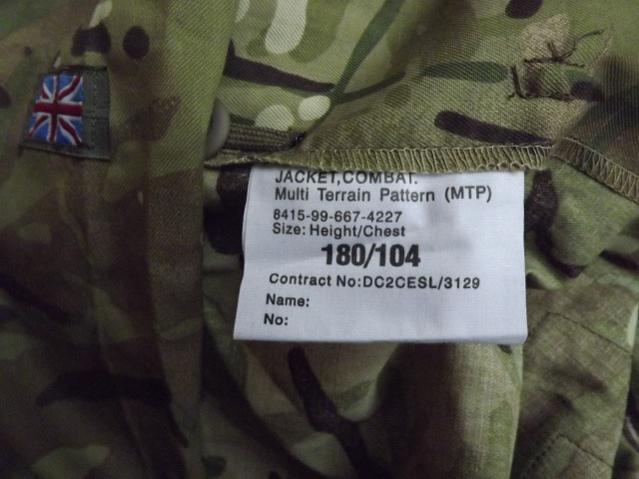 JACKET,COMBAT.
Multi Terrain Pattern (MTP)
8415-99-667-4227
Size: Height/Chest
180/104
Contract No:DC2CESL/3129
Name:
No: